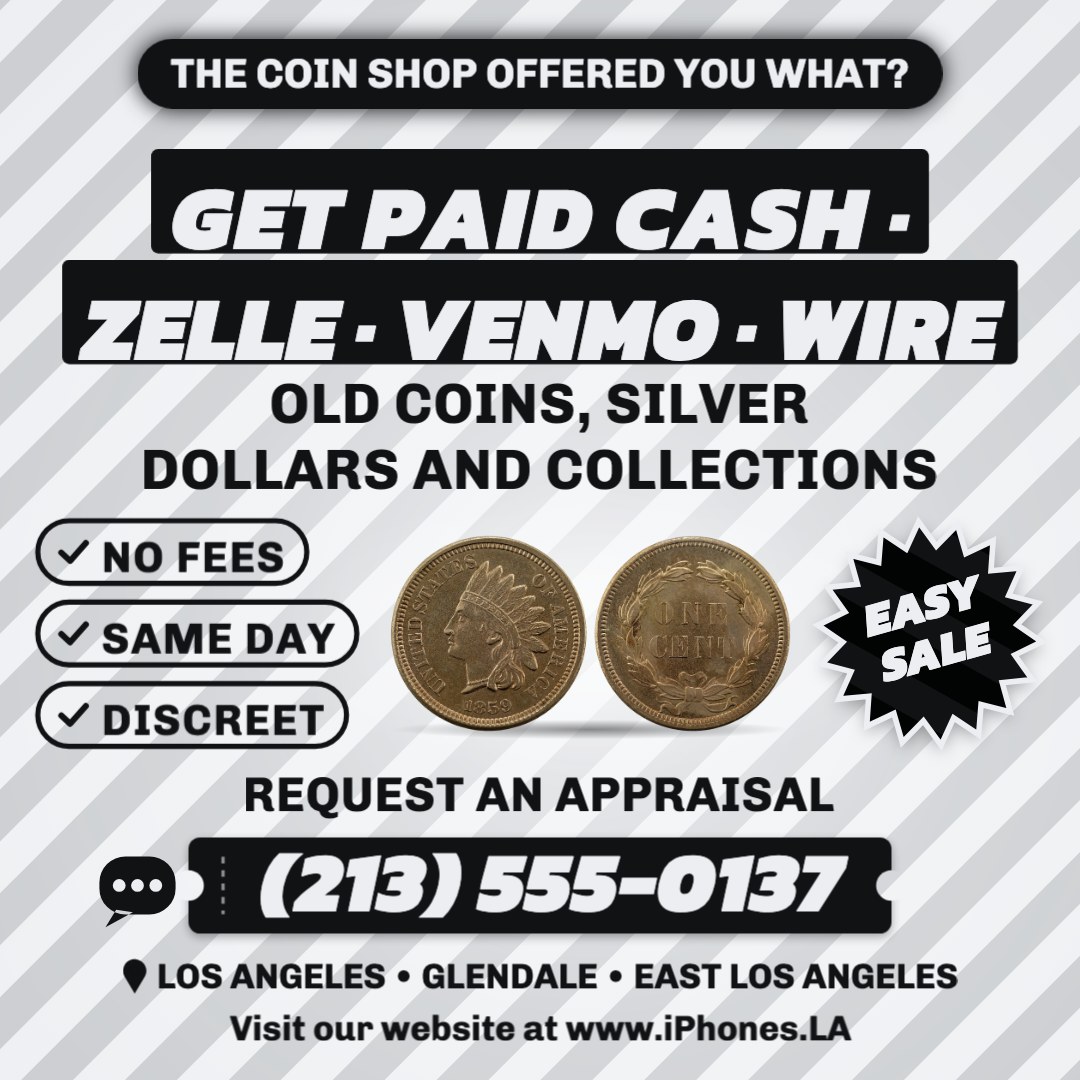 THE COIN SHOP OFFERED YOU WHAT?
GET PAID CASH ·
ZELLE · VENMO · WIRE
OLD COINS, SILVER
DOLLARS AND COLLECTIONS
NO FEES
SAME DAY
DISCREET
UNITED STATES OF AMERICA
1859
ONE
CENT
EASY
SALE
REQUEST AN APPRAISAL
(213) 555-0137
LOS ANGELES • GLENDALE • EAST LOS ANGELES
Visit our website at www.iPhones.LA